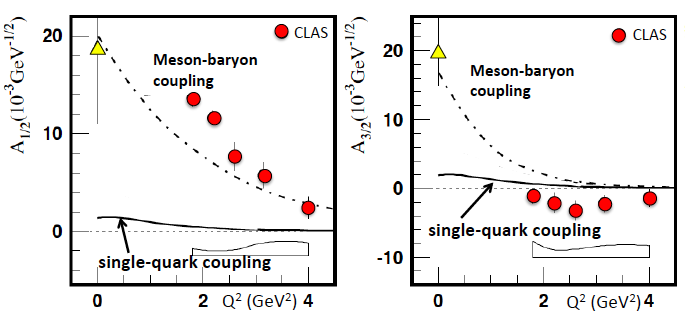 A1/2(10-3GeV-1/2)
20
10
0
CLAS
Meson-baryon
coupling
single-quark coupling
0
2
Q2 (GeV2)
4
A3/2(10-3GeV-1/2)
20
10
0
-10
CLAS
Meson-baryon
coupling
single-quark coupling
0
2
Q2 (GeV2)
4